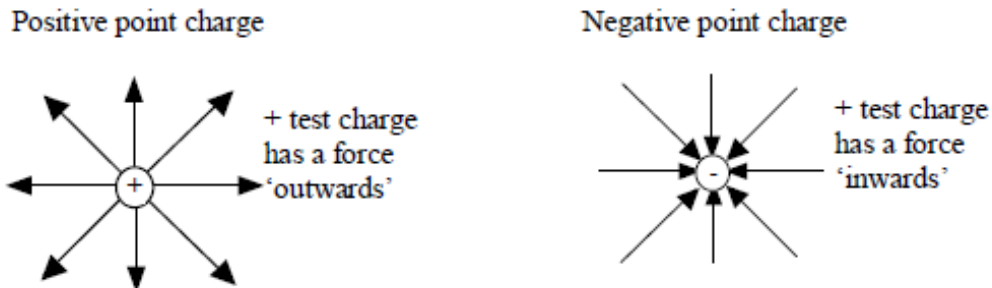 Positive point charge
+
+ test charge
has a force
‘outwards’
Negative point charge
-
+ test charge
has a force
‘inwards’